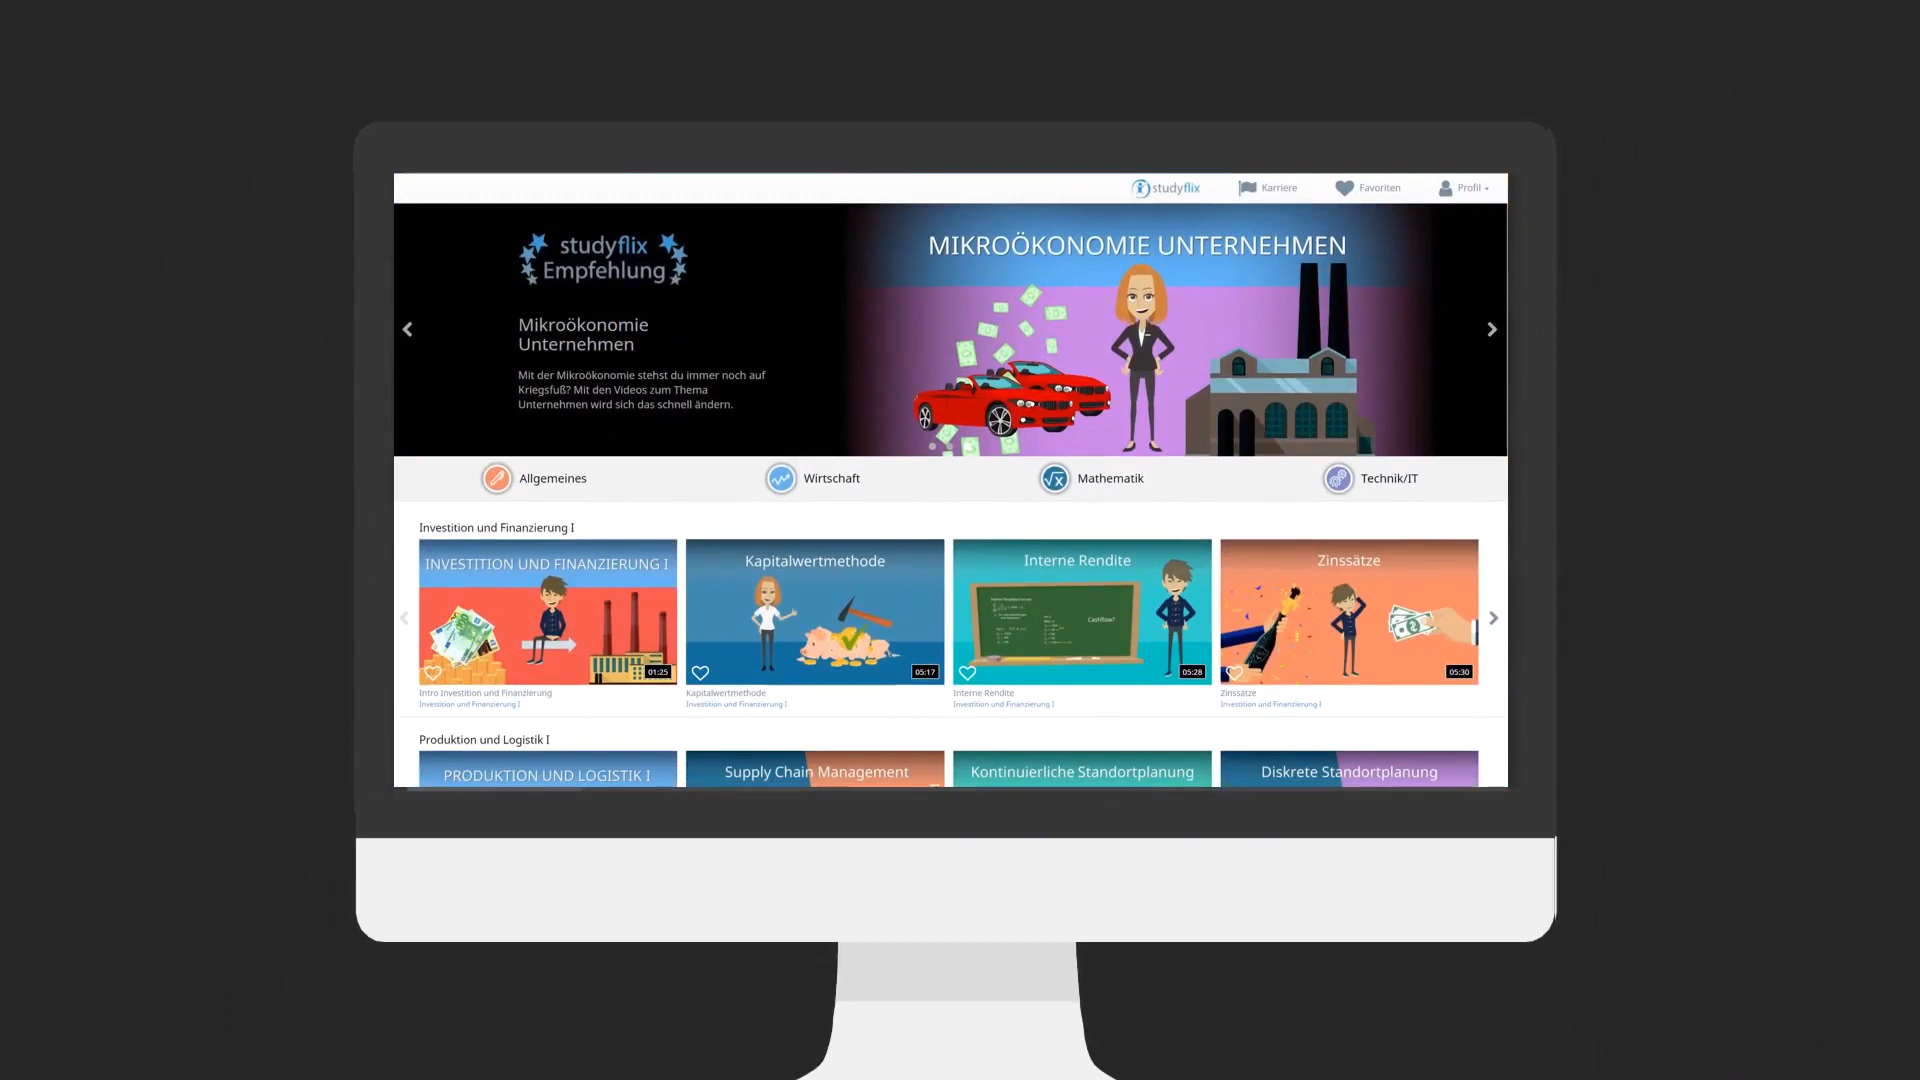 studyflix
Karriere
Favoriten
Profil
studyflix
Empfehlung
MIKROÖKONOMIE UNTERNEHMEN
Mikroökonomie
Unternehmen
Mit der Mikroökonomie stehst du immer noch auf
Kriegsfuß? Mit den Videos zum Thema
Unternehmen wird sich das schnell ändern.
Allgemeines
Wirtschaft
Mathematik
Technik/IT
Investition und Finanzierung I
INVESTITION UND FINANZIERUNG I
01:25
Intro Investition und Finanzierung
Investition und Finanzierung I
Kapitalwertmethode
05:17
Kapitalwertmethode
Investition und Finanzierung I
Interne Rendite
Cashflow?
05:28
Interne Rendite
Investition und Finanzierung I
Zinssätze
05:30
Zinssätze
Investition und Finanzierung I
Produktion und Logistik I
PRODUKTION UND LOGISTIK I
Supply Chain Management
Kontinuierliche Standortplanung
Diskrete Standortplanung